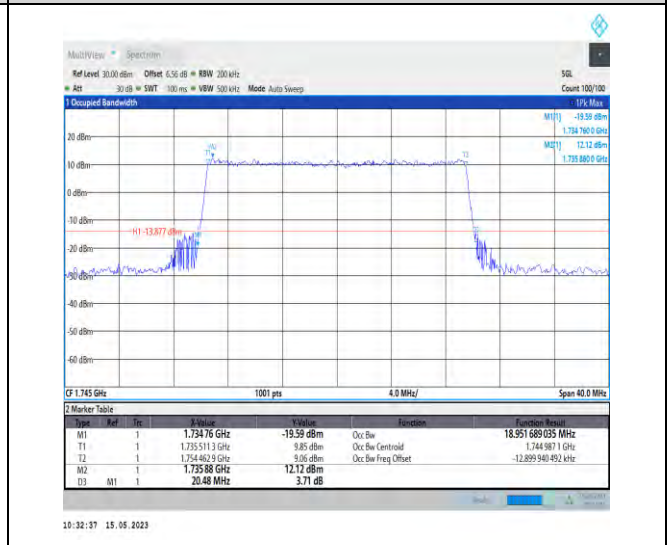 MultiView Spectrum
Ref Level 30.00 dBm Offset 6.56 dB RBW 200 kHz SGL
Att 30 dB SWT 100 ms VBW 500 kHz Mode Auto Sweep Count 100/100
1 Occupied Bandwidth 1Pk Max
M1[1] -19.59 dBm
1.734 760 0 GHz
20 dBm M2[1] 12.12 dBm
1.735 880 0 GHz
M2
T1 T2
10 dBm
0 dBm
-10 dBm
H1 -13.877 dBm
-20 dBm
-30 dBm
-40 dBm
-50 dBm
-60 dBm
CF 1.745 GHz 1001 pts 4.0 MHz/ Span 40.0 MHz
2 Marker Table
Type Ref Trc X-Value Y-Value Function Function Result
M1 1 1.734 76 GHz -19.59 dBm Occ Bw 18.951 689 035 MHz
T1 1 1.735 511 3 GHz 9.85 dBm Occ Bw Centroid 1.744 987 1 GHz
T2 1 1.754 462 9 GHz 9.06 dBm Occ Bw Freq Offset -12.899 940 492 kHz
M2 1 1.735 88 GHz 12.12 dBm
D3 M1 1 20.48 MHz 3.71 dB
10:32:37 15.05.2023